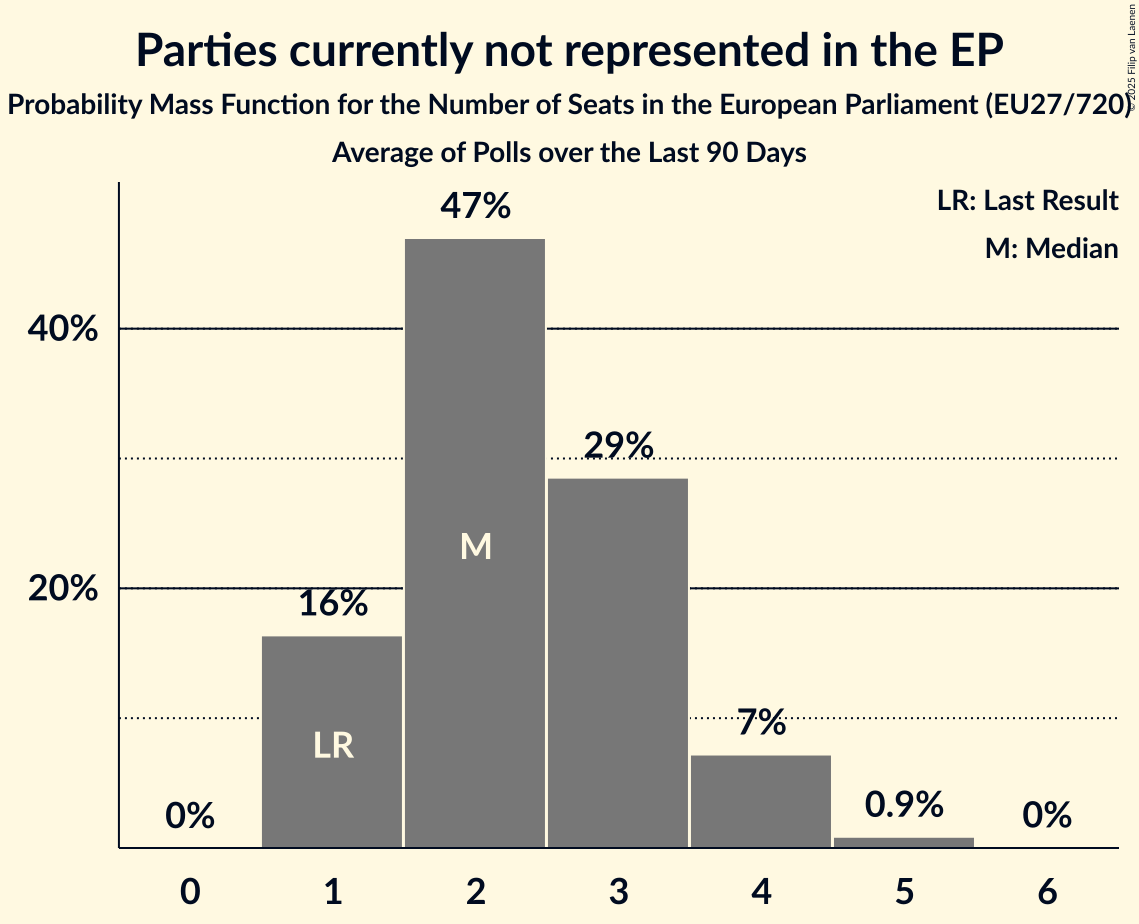 Parties currently not represented in the EP
Probability Mass Function for the Number of Seats in the European Parliament (EU27/720)
Average of Polls over the Last 90 Days
© 2025 Filip van Laenen
LR: Last Result
M: Median
40%
20%
0%
16%
47%
29%
7%
0.9%
0%
LR
M
0 1 2 3 4 5 6